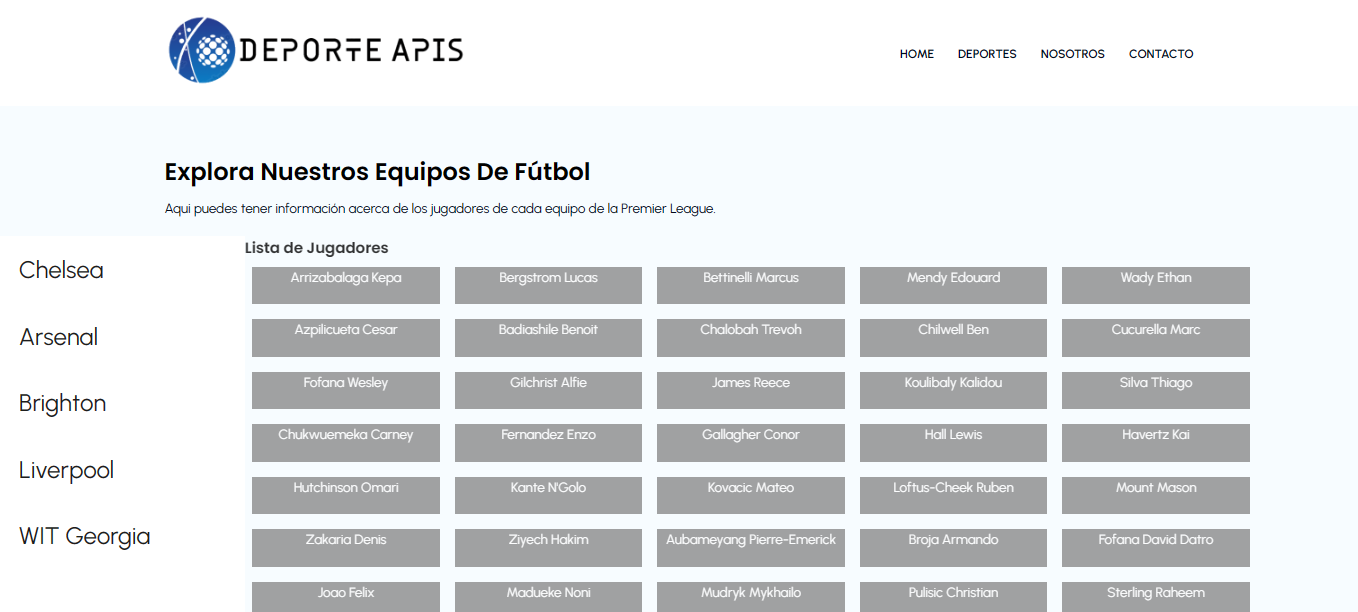 DEPORTE APIS
HOME DEPORTES NOSOTROS CONTACTO
Explora Nuestros Equipos De Fútbol
Aqui puedes tener información acerca de los jugadores de cada equipo de la Premier League.
Chelsea
Arsenal
Brighton
Liverpool
WIT Georgia
Lista de Jugadores
Arrizabalaga Kepa Bergstrom Lucas Bettinelli Marcus Mendy Edouard Wady Ethan
Azpilicueta Cesar Badiashile Benoit Chalobah Trevoh Chilwell Ben Cucurella Marc
Fofana Wesley Gilchrist Alfie James Reece Koulibaly Kalidou Silva Thiago
Chukwuemeka Carney Fernandez Enzo Gallagher Conor Hall Lewis Havertz Kai
Hutchinson Omari Kante N'Golo Kovacic Mateo Loftus-Cheek Ruben Mount Mason
Zakaria Denis Ziyech Hakim Aubameyang Pierre-Emerick Broja Armando Fofana David Datro
Joao Felix Madueke Noni Mudryk Mykhailo Pulisic Christian Sterling Raheem